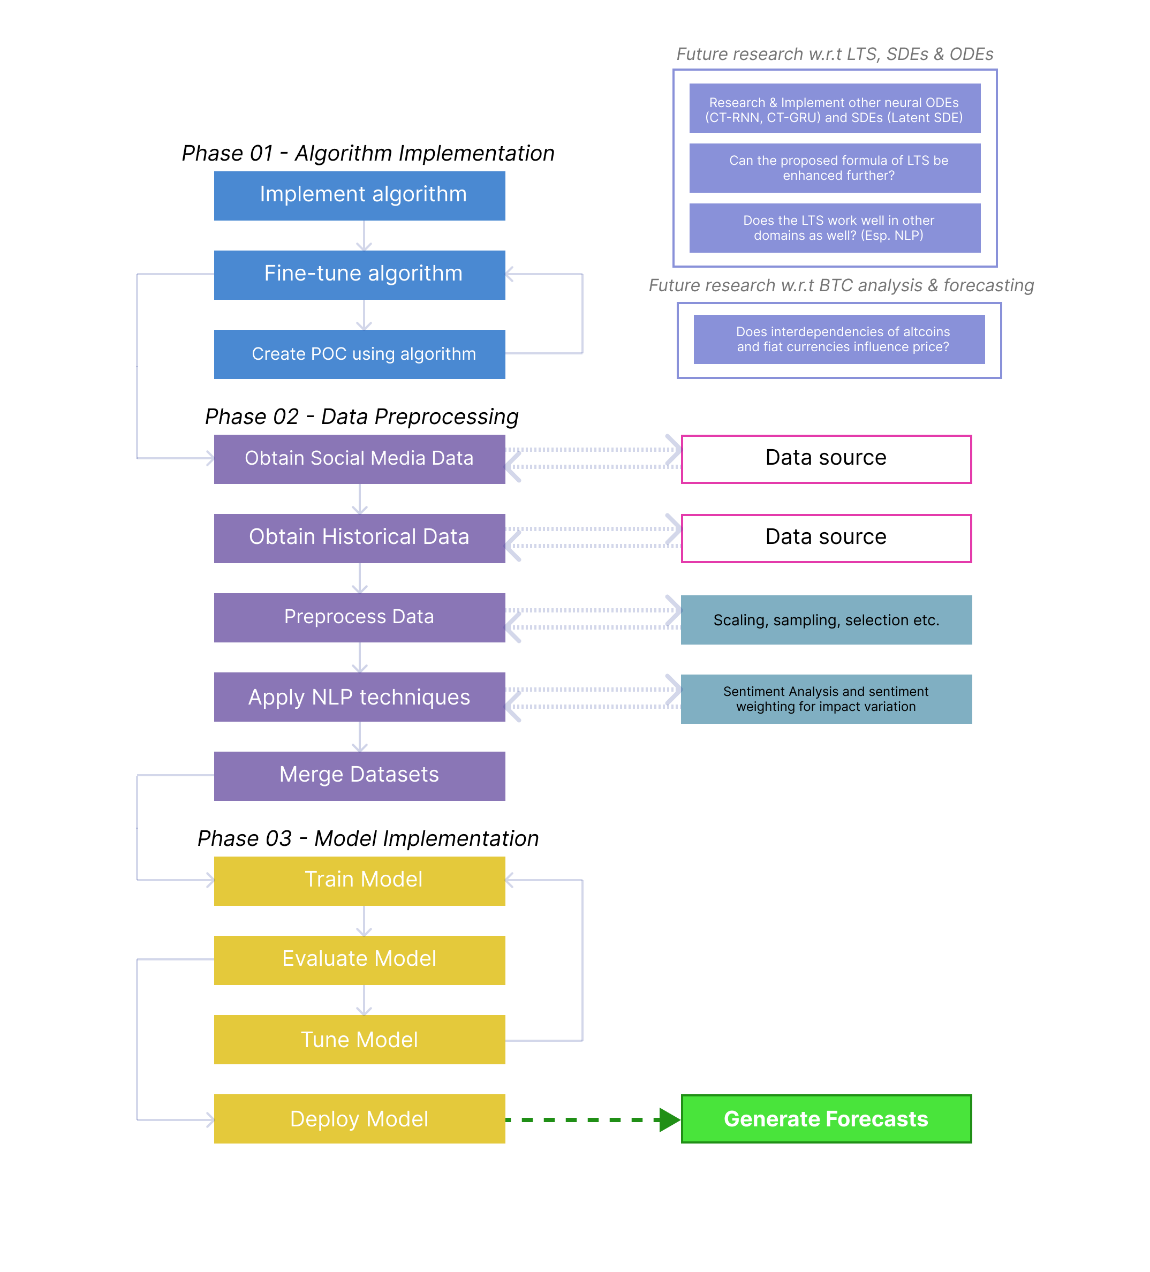 Future research w.r.t LTS, SDEs & ODEs
Research & Implement other neural ODEs
(CT-RNN, CT-GRU) and SDEs (Latent SDE)
Can the proposed formula of LTS be
enhanced further?
Does the LTS work well in other
domains as well? (Esp. NLP)
Future research w.r.t BTC analysis & forecasting
Does interdependencies of altcoins
and fiat currencies influence price?
Phase 01 - Algorithm Implementation
Implement algorithm
Fine-tune algorithm
Create POC using algorithm
Phase 02 - Data Preprocessing
Obtain Social Media Data
Data source
Obtain Historical Data
Data source
Preprocess Data
Scaling, sampling, selection etc.
Apply NLP techniques
Sentiment Analysis and sentiment
weighting for impact variation
Merge Datasets
Phase 03 - Model Implementation
Train Model
Evaluate Model
Tune Model
Deploy Model
Generate Forecasts